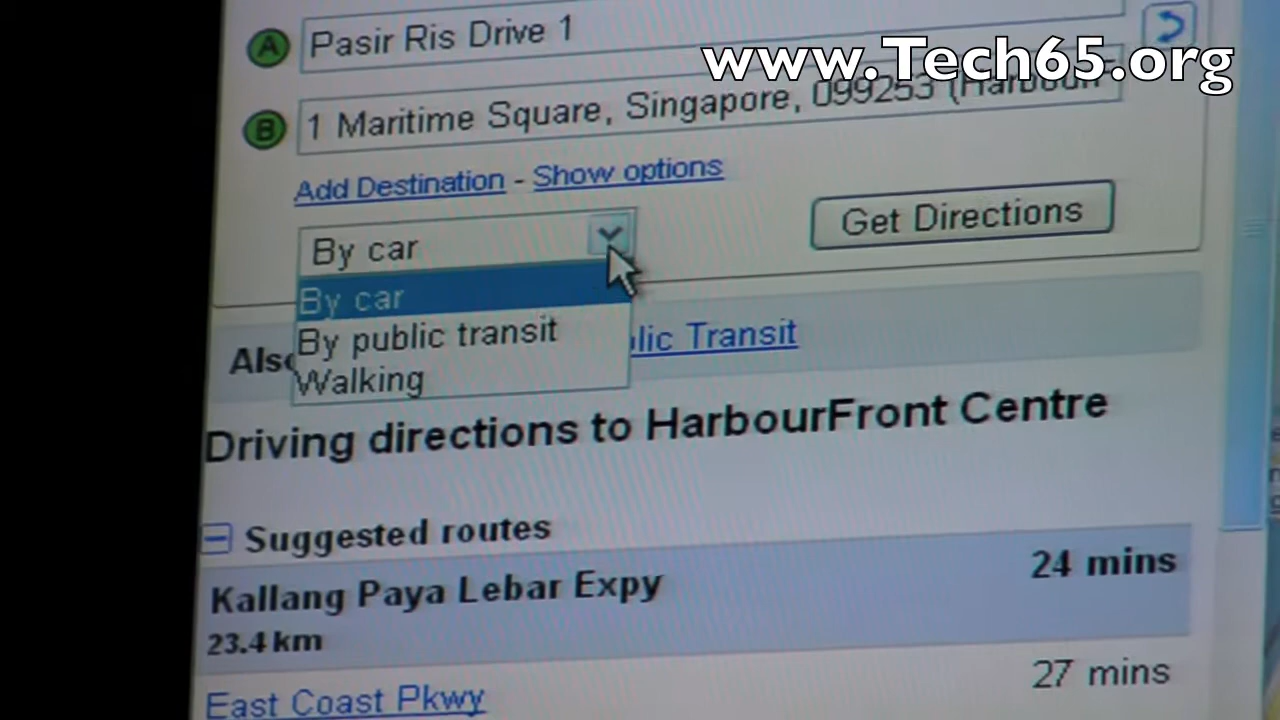 www.Tech65.org
A Pasir Ris Drive 1
B 1 Maritime Square, Singapore, 099253 (Harbour
Add Destination - Show options
By car
Get Directions
By car
By public transit
Walking
Also
lic Transit
Driving directions to HarbourFront Centre
Suggested routes
Kallang Paya Lebar Expy 24 mins
23.4 km
East Coast Pkwy 27 mins